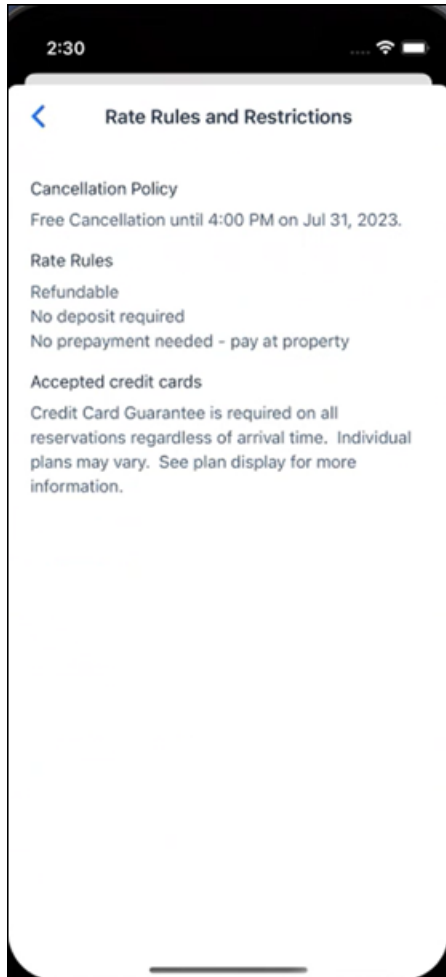 2:30
Rate Rules and Restrictions
Cancellation Policy
Free Cancellation until 4:00 PM on Jul 31, 2023.
Rate Rules
Refundable
No deposit required
No prepayment needed - pay at property
Accepted credit cards
Credit Card Guarantee is required on all
reservations regardless of arrival time.  Individual
plans may vary.  See plan display for more
information.